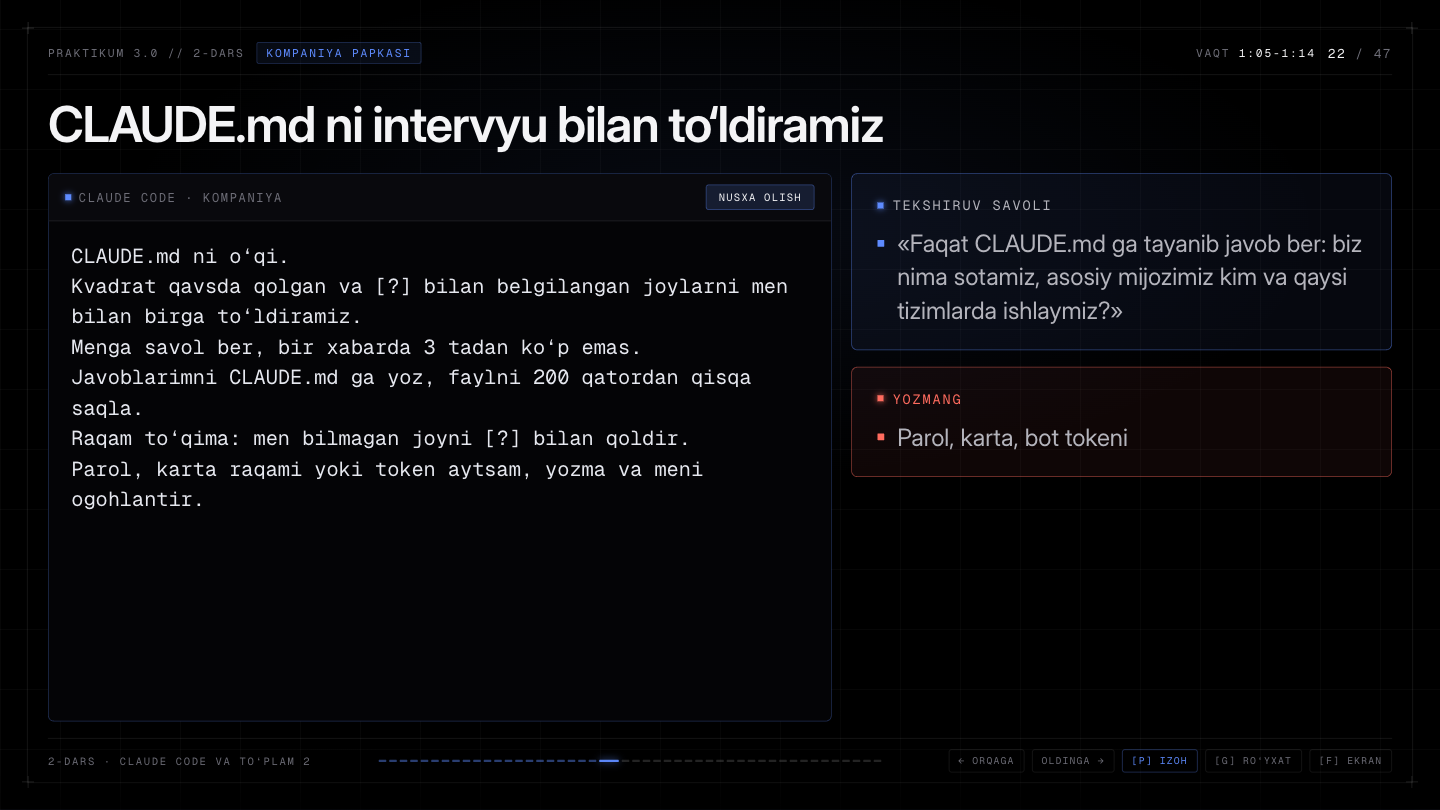 PRAKTIKUM 3.0 // 2-DARS
KOMPANIYA PAPKASI
VAQT 1:05-1:14 22 / 47
CLAUDE.md ni intervyu bilan to‘ldiramiz
CLAUDE CODE · KOMPANIYA
NUSXA OLISH
CLAUDE.md ni o‘qi.
Kvadrat qavsda qolgan va [?] bilan belgilangan joylarni men
bilan birga to‘ldiramiz.
Menga savol ber, bir xabarda 3 tadan ko‘p emas.
Javoblarimni CLAUDE.md ga yoz, faylni 200 qatordan qisqa
saqla.
Raqam to‘qima: men bilmagan joyni [?] bilan qoldir.
Parol, karta raqami yoki token aytsam, yozma va meni
ogohlantir.
TEKSHIRUV SAVOLI
«Faqat CLAUDE.md ga tayanib javob ber: biz
nima sotamiz, asosiy mijozimiz kim va qaysi
tizimlarda ishlaymiz?»
YOZMANG
Parol, karta, bot tokeni
2-DARS · CLAUDE CODE VA TO‘PLAM 2
← ORQAGA
OLDINGA →
[P] IZOH
[G] RO‘YXAT
[F] EKRAN